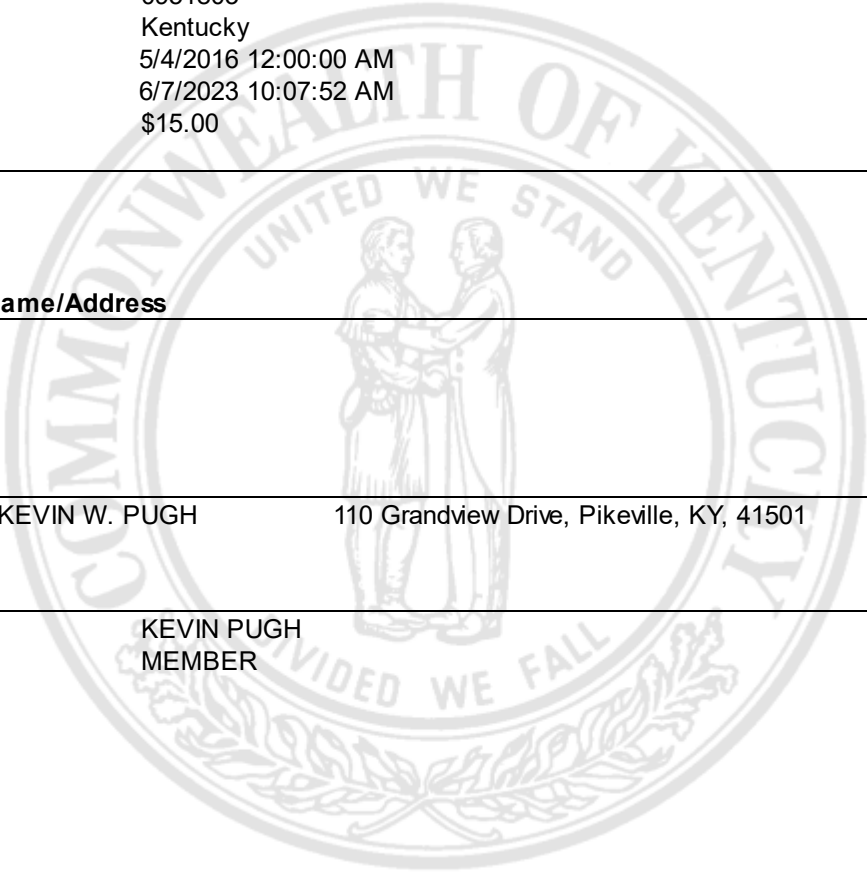 Kentucky
5/4/2016 12:00:00 AM
6/7/2023 10:07:52 AM
$15.00
COMMONWEALTH OF KENTUCKY
UNITED WE STAND
ame/Address
KEVIN W. PUGH 110 Grandview Drive, Pikeville, KY, 41501
KEVIN PUGH
MEMBER
DIVIDED WE FALL